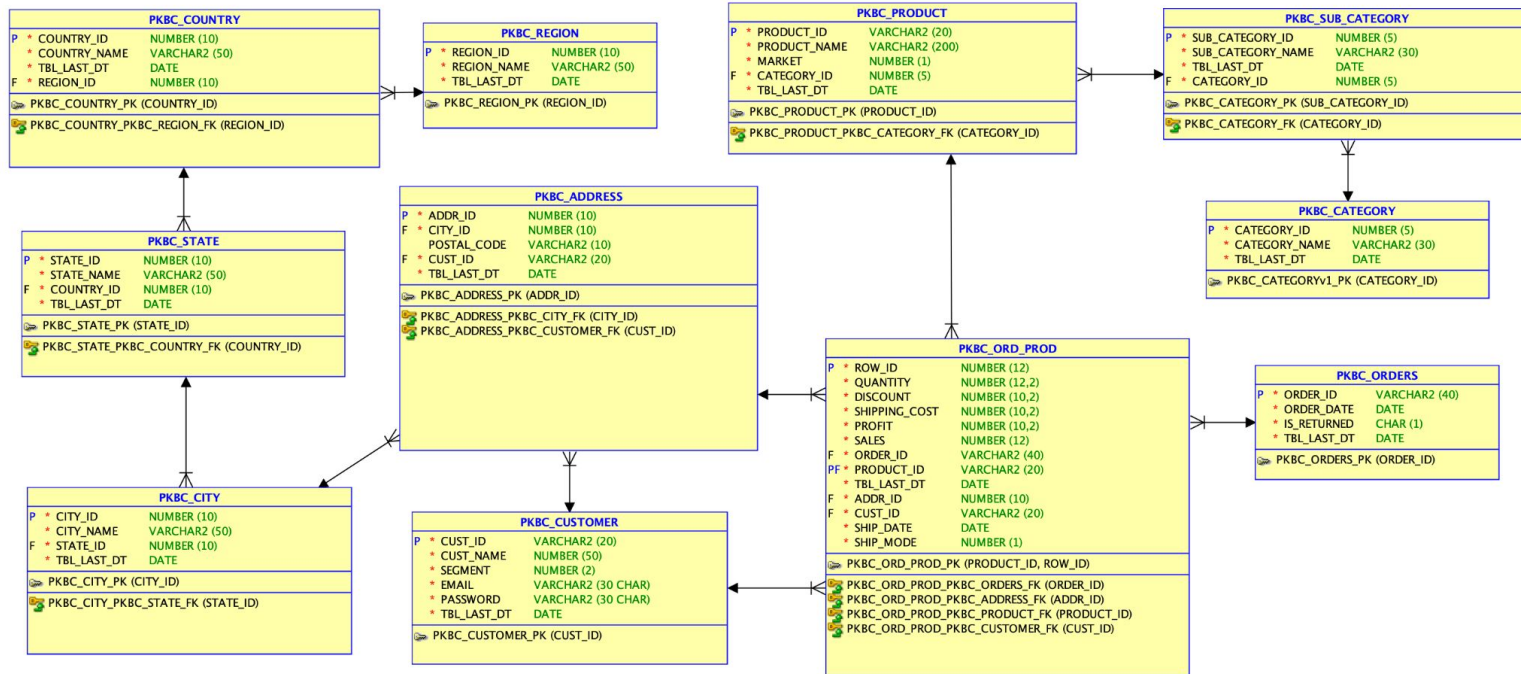 PKBC_COUNTRY
P * COUNTRY_ID NUMBER (10)
* COUNTRY_NAME VARCHAR2 (50)
* TBL_LAST_DT DATE
F * REGION_ID NUMBER (10)
PKBC_COUNTRY_PK (COUNTRY_ID)
PKBC_COUNTRY_PKBC_REGION_FK (REGION_ID)
PKBC_REGION
P * REGION_ID NUMBER (10)
* REGION_NAME VARCHAR2 (50)
* TBL_LAST_DT DATE
PKBC_REGION_PK (REGION_ID)
PKBC_PRODUCT
P * PRODUCT_ID VARCHAR2 (20)
* PRODUCT_NAME VARCHAR2 (200)
* MARKET NUMBER (1)
F * CATEGORY_ID NUMBER (5)
* TBL_LAST_DT DATE
PKBC_PRODUCT_PK (PRODUCT_ID)
PKBC_PRODUCT_PKBC_CATEGORY_FK (CATEGORY_ID)
PKBC_SUB_CATEGORY
P * SUB_CATEGORY_ID NUMBER (5)
* SUB_CATEGORY_NAME VARCHAR2 (30)
* TBL_LAST_DT DATE
F * CATEGORY_ID NUMBER (5)
PKBC_CATEGORY_PK (SUB_CATEGORY_ID)
PKBC_CATEGORY_FK (CATEGORY_ID)
PKBC_STATE
P * STATE_ID NUMBER (10)
* STATE_NAME VARCHAR2 (50)
F * COUNTRY_ID NUMBER (10)
* TBL_LAST_DT DATE
PKBC_STATE_PK (STATE_ID)
PKBC_STATE_PKBC_COUNTRY_FK (COUNTRY_ID)
PKBC_ADDRESS
P * ADDR_ID NUMBER (10)
F * CITY_ID NUMBER (10)
POSTAL_CODE VARCHAR2 (10)
F * CUST_ID VARCHAR2 (20)
* TBL_LAST_DT DATE
PKBC_ADDRESS_PK (ADDR_ID)
PKBC_ADDRESS_PKBC_CITY_FK (CITY_ID)
PKBC_ADDRESS_PKBC_CUSTOMER_FK (CUST_ID)
PKBC_CATEGORY
P * CATEGORY_ID NUMBER (5)
* CATEGORY_NAME VARCHAR2 (30)
* TBL_LAST_DT DATE
PKBC_CATEGORYv1_PK (CATEGORY_ID)
PKBC_ORD_PROD
P * ROW_ID NUMBER (12)
* QUANTITY NUMBER (12,2)
* DISCOUNT NUMBER (10,2)
* SHIPPING_COST NUMBER (10,2)
* PROFIT NUMBER (10,2)
* SALES NUMBER (12)
F * ORDER_ID VARCHAR2 (40)
PF * PRODUCT_ID VARCHAR2 (20)
* TBL_LAST_DT DATE
F * ADDR_ID NUMBER (10)
F * CUST_ID VARCHAR2 (20)
* SHIP_DATE DATE
* SHIP_MODE NUMBER (1)
PKBC_ORD_PROD_PK (PRODUCT_ID, ROW_ID)
PKBC_ORD_PROD_PKBC_ORDERS_FK (ORDER_ID)
PKBC_ORD_PROD_PKBC_ADDRESS_FK (ADDR_ID)
PKBC_ORD_PROD_PKBC_PRODUCT_FK (PRODUCT_ID)
PKBC_ORD_PROD_PKBC_CUSTOMER_FK (CUST_ID)
PKBC_ORDERS
P * ORDER_ID VARCHAR2 (40)
* ORDER_DATE DATE
* IS_RETURNED CHAR (1)
* TBL_LAST_DT DATE
PKBC_ORDERS_PK (ORDER_ID)
PKBC_CITY
P * CITY_ID NUMBER (10)
* CITY_NAME VARCHAR2 (50)
F * STATE_ID NUMBER (10)
* TBL_LAST_DT DATE
PKBC_CITY_PK (CITY_ID)
PKBC_CITY_PKBC_STATE_FK (STATE_ID)
PKBC_CUSTOMER
P * CUST_ID VARCHAR2 (20)
* CUST_NAME NUMBER (50)
* SEGMENT NUMBER (2)
* EMAIL VARCHAR2 (30 CHAR)
* PASSWORD VARCHAR2 (30 CHAR)
* TBL_LAST_DT DATE
PKBC_CUSTOMER_PK (CUST_ID)